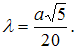 λ = a√5/20.